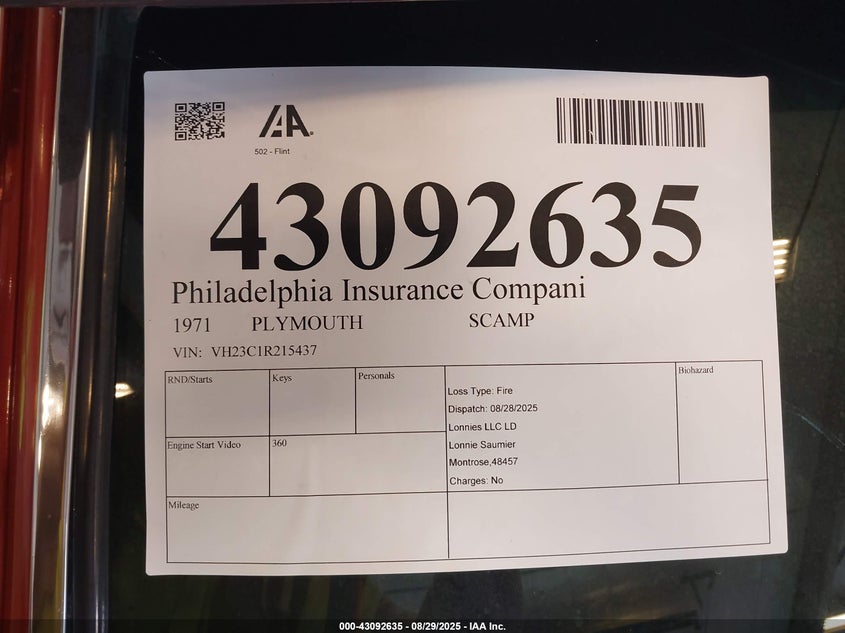 IAA.
502 - Flint
43092635
Philadelphia Insurance Compani
1971 PLYMOUTH SCAMP
VIN: VH23C1R215437
RND/Starts
Keys
Personals
Engine Start Video
360
Mileage
Loss Type: Fire
Dispatch: 08/28/2025
Lonnies LLC LD
Lonnie Saumier
Montrose,48457
Charges: No
Biohazard
000-43092635 - 08/29/2025 - IAA Inc.